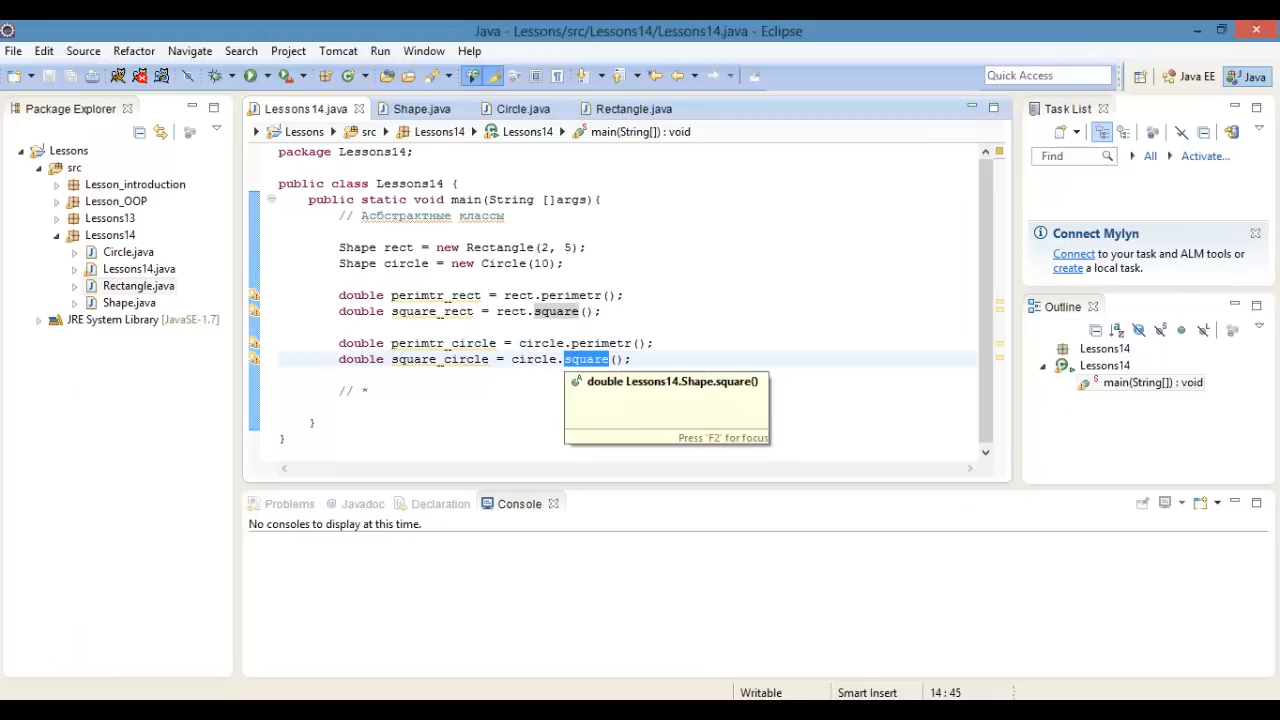 Java - Lessons/src/Lessons14/Lessons14.java - Eclipse
File Edit Source Refactor Navigate Search Project Tomcat Run Window Help
Quick Access
Java EE
Java
Package Explorer
Lessons
src
Lesson_introduction
Lesson_OOP
Lessons13
Lessons14
Circle.java
Lessons14.java
Rectangle.java
Shape.java
JRE System Library [JavaSE-1.7]
Lessons14.java Shape.java Circle.java Rectangle.java
Lessons src Lessons14 Lessons14 main(String[]) : void
package Lessons14;
public class Lessons14 {
public static void main(String []args){
// Асбстрактные классы
Shape rect = new Rectangle(2, 5);
Shape circle = new Circle(10);
double perimtr_rect = rect.perimetr();
double square_rect = rect.square();
double perimtr_circle = circle.perimetr();
double square_circle = circle.square();
double Lessons14.Shape.square()
Press 'F2' for focus
// *
}
}
Problems @ Javadoc Declaration Console
No consoles to display at this time.
Task List
Find All Activate...
Connect Mylyn
Connect to your task and ALM tools or
create a local task.
Outline
Lessons14
Lessons14
main(String[]) : void
Writable Smart Insert 14 : 45